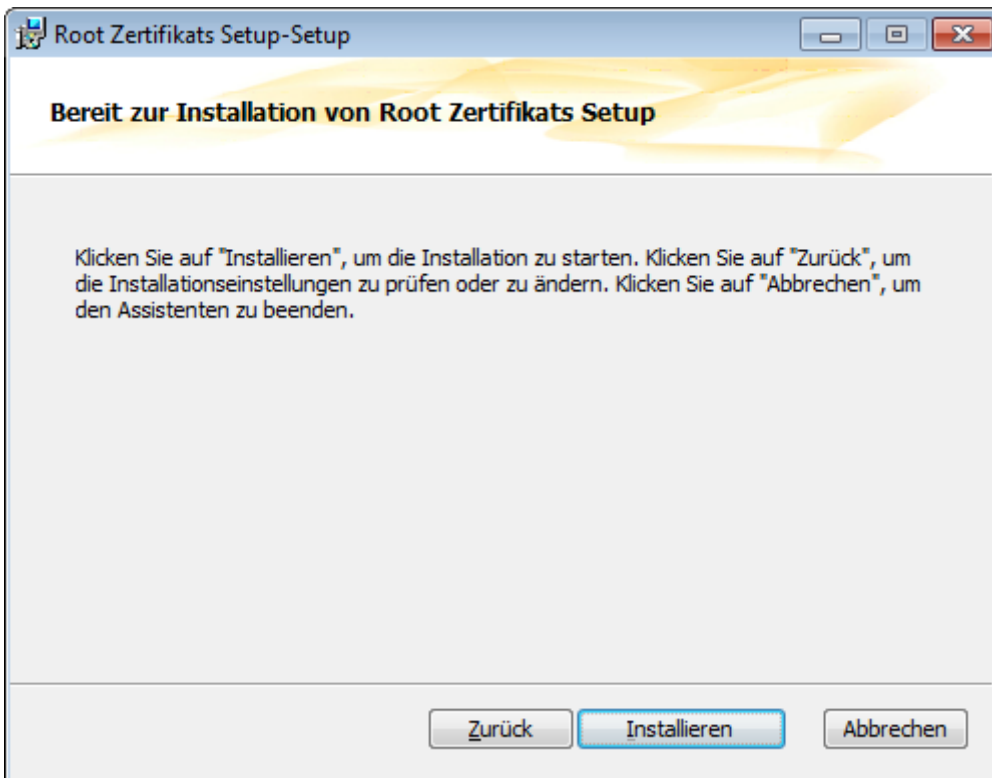 Root Zertifikats Setup-Setup
Bereit zur Installation von Root Zertifikats Setup
Klicken Sie auf "Installieren", um die Installation zu starten. Klicken Sie auf "Zurück", um
die Installationseinstellungen zu prüfen oder zu ändern. Klicken Sie auf "Abbrechen", um
den Assistenten zu beenden.
Zurück Installieren Abbrechen